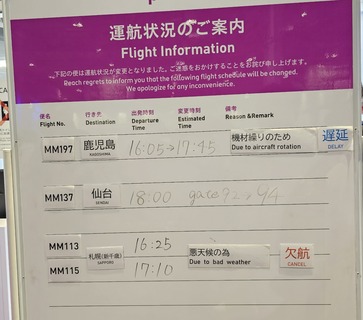 運航状況のご案内
Flight Information
下記の便は運航状況が変更となりました。ご迷惑をおかけすることをお詫び申し上げます。
Peach regrets to inform you that the following flight schedule will be changed.
We apologize for any inconvenience.
便名 行き先 出発時刻 変更時刻 備考
Flight No. Destination Departure Time Estimated Time Reason & Remark
MM197 鹿児島 KAGOSHIMA 16:05→17:45 機材繰りのため Due to aircraft rotation 遅延 DELAY
MM137 仙台 SENDAI 18:00 gate 94
MM113 16:25
札幌(新千歳) SAPPORO 悪天候の為 Due to bad weather 欠航 CANCEL
MM115 17:10